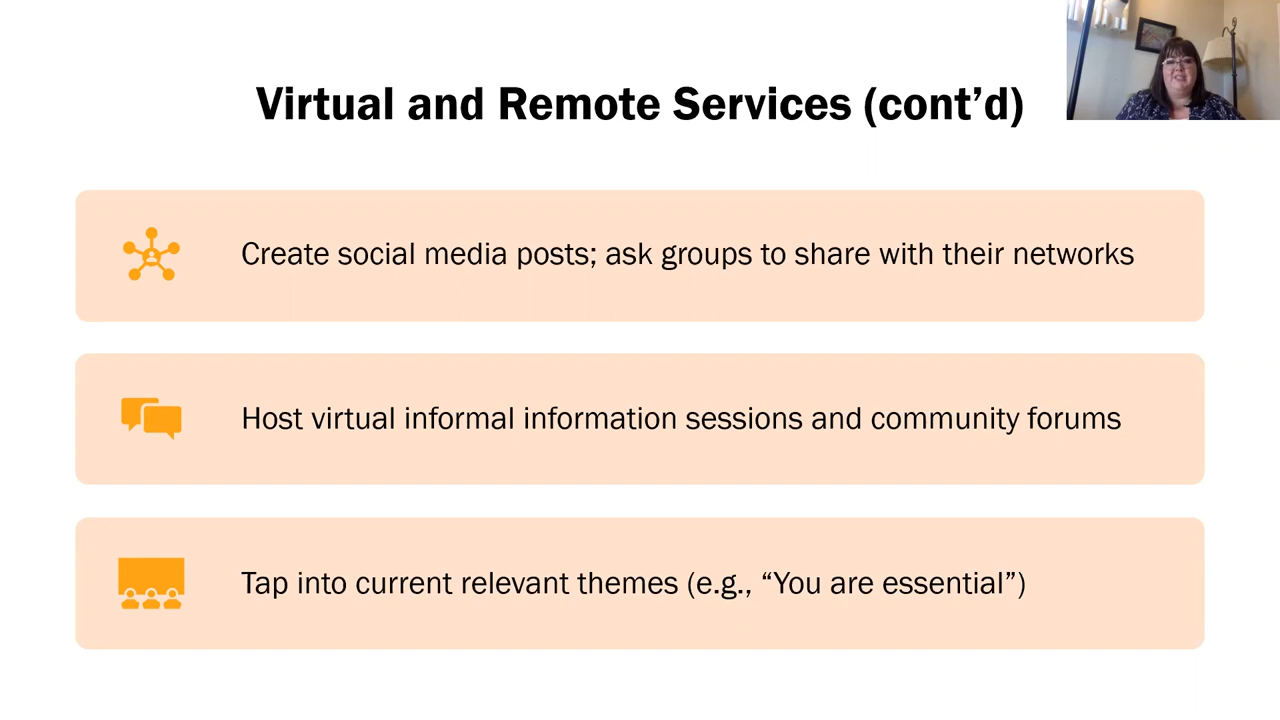 Virtual and Remote Services (cont’d)
Create social media posts; ask groups to share with their networks
Host virtual informal information sessions and community forums
Tap into current relevant themes (e.g., “You are essential”)